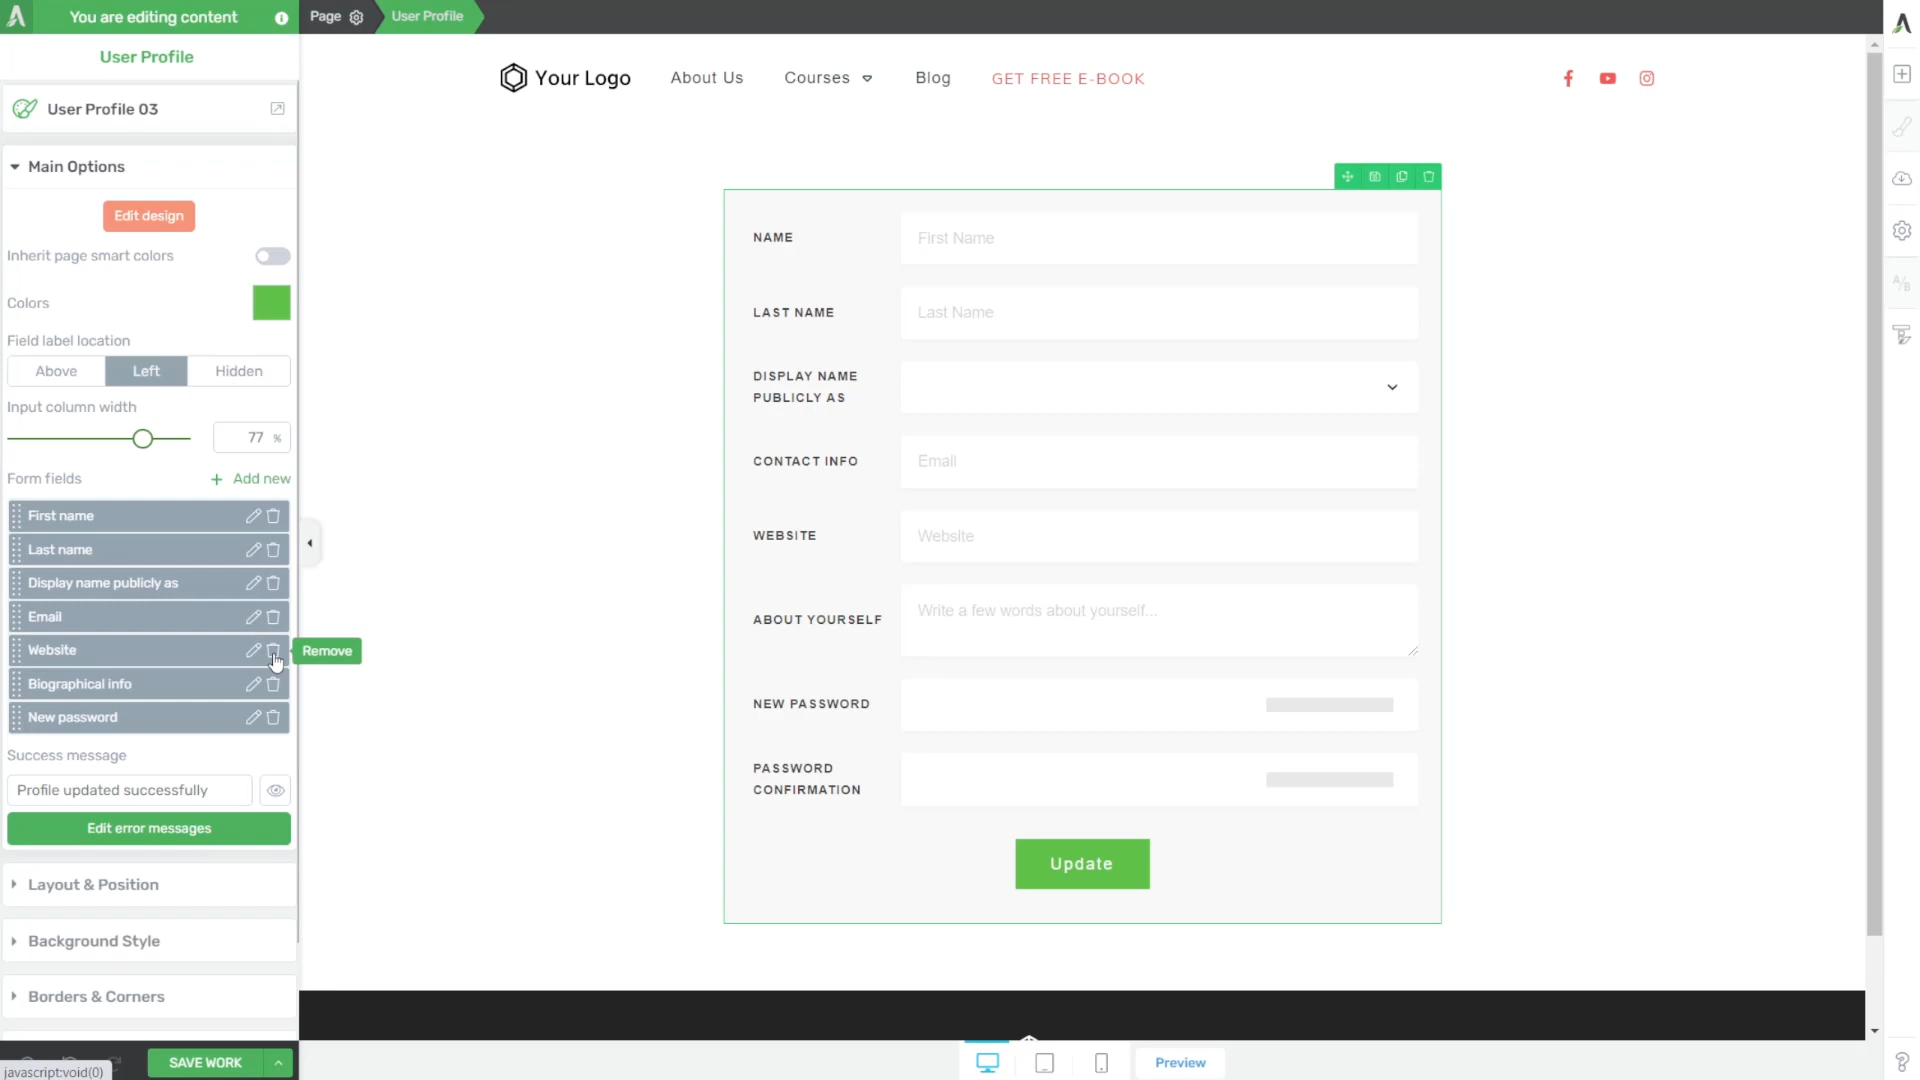 You are editing content
Page
User Profile
User Profile
User Profile 03
Main Options
Edit design
Inherit page smart colors
Colors
Field label location
Above
Left
Hidden
Input column width
77 %
Form fields
+ Add new
First name
Last name
Display name publicly as
Email
Website
Remove
Biographical info
New password
Success message
Profile updated successfully
Edit error messages
Layout & Position
Background Style
Borders & Corners
SAVE WORK
javascript:void(0)
Your Logo
About Us
Courses
Blog
GET FREE E-BOOK
NAME
First Name
LAST NAME
Last Name
DISPLAY NAME
PUBLICLY AS
CONTACT INFO
Email
WEBSITE
Website
ABOUT YOURSELF
Write a few words about yourself...
NEW PASSWORD
PASSWORD
CONFIRMATION
Update
Preview
A/B